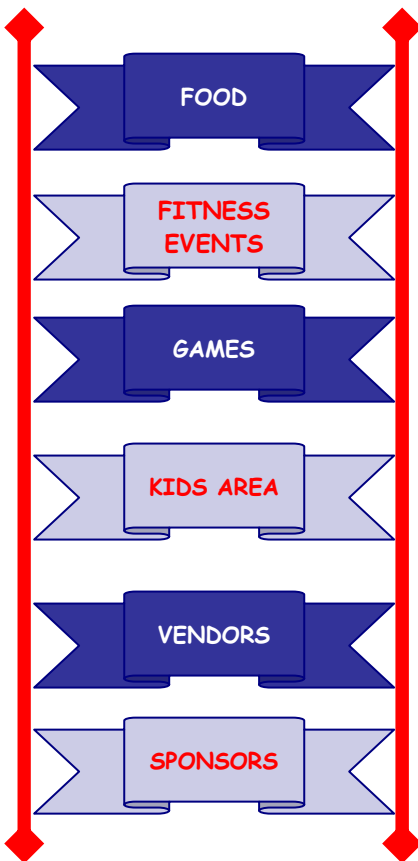 FOOD
FITNESS
EVENTS
GAMES
KIDS AREA
VENDORS
SPONSORS